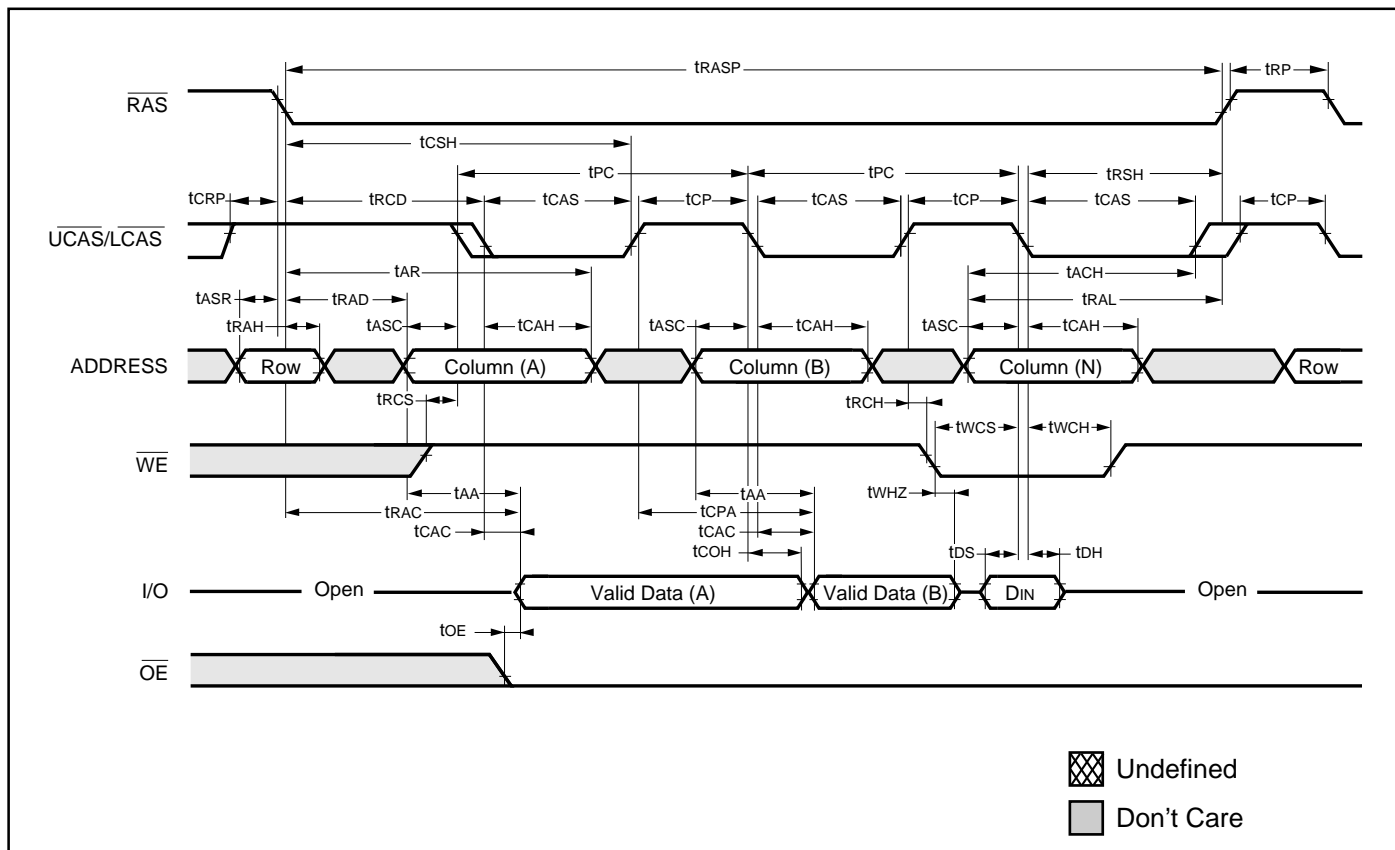 tRASP tRP
RAS
tCSH
tPC tPC tRSH
tCRP tRCD tCAS tCP tCAS tCP tCAS tCP
UCAS/LCAS
tAR tACH
tASR tRAD tRAL
tRAH tASC tCAH tASC tCAH tASC tCAH
ADDRESS Row Column (A) Column (B) Column (N) Row
tRCS tRCH
tWCS tWCH
WE
tAA tAA tWHZ
tRAC tCPA
tCAC tCAC
tCOH tDS tDH
I/O Open Valid Data (A) Valid Data (B) DIN Open
tOE
OE
Undefined
Don't Care